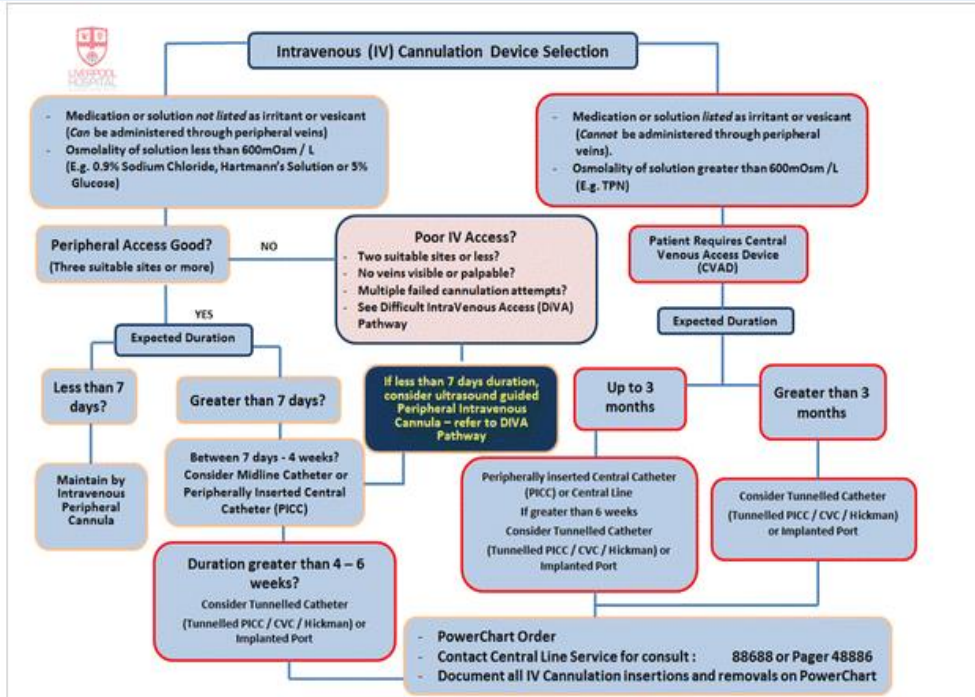 Intravenous (IV) Cannulation Device Selection
LIVERPOOL
HOSPITAL
- Medication or solution not listed as irritant or vesicant
(Can be administered through peripheral veins)
- Osmolality of solution less than 600mOsm / L
(E.g. 0.9% Sodium Chloride, Hartmann's Solution or 5%
Glucose)
- Medication or solution listed as irritant or vesicant
(Cannot be administered through peripheral
veins).
- Osmolality of solution greater than 600mOsm /L
(E.g. TPN)
Peripheral Access Good?
(Three suitable sites or more)
NO
Poor IV Access?
- Two suitable sites or less?
- No veins visible or palpable?
- Multiple failed cannulation attempts?
- See Difficult IntraVenous Access (DiVA)
Pathway
Patient Requires Central
Venous Access Device
(CVAD)
YES
Expected Duration
Expected Duration
Less than 7
days?
Greater than 7 days?
If less than 7 days duration,
consider ultrasound guided
Peripheral Intravenous
Cannula – refer to DIVA
Pathway
Up to 3
months
Greater than 3
months
Maintain by
Intravenous
Peripheral
Cannula
Between 7 days - 4 weeks?
Consider Midline Catheter or
Peripherally Inserted Central
Catheter (PICC)
Peripherally inserted Central Catheter
(PICC) or Central Line
If greater than 6 weeks
Consider Tunnelled Catheter
(Tunnelled PICC / CVC / Hickman) or
Implanted Port
Consider Tunnelled Catheter
(Tunnelled PICC / CVC / Hickman)
or Implanted Port
Duration greater than 4 – 6
weeks?
Consider Tunnelled Catheter
(Tunnelled PICC / CVC / Hickman) or
Implanted Port
- PowerChart Order
- Contact Central Line Service for consult : 88688 or Pager 48886
- Document all IV Cannulation insertions and removals on PowerChart